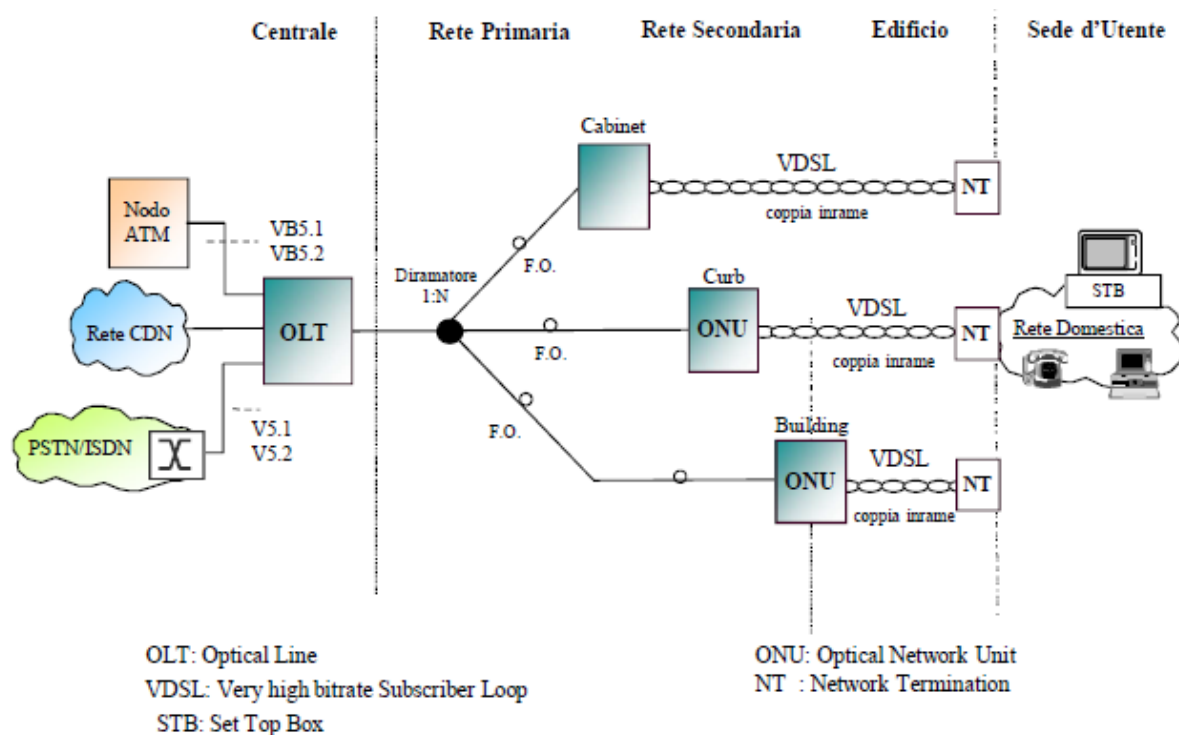 Centrale
Rete Primaria
Rete Secondaria
Edificio
Sede d'Utente
Cabinet
VDSL
NT
coppia inrame
Nodo
ATM
VB5.1
VB5.2
F.O.
Diramatore
1:N
Curb
STB
Rete CDN
OLT
ONU
VDSL
NT
Rete Domestica
F.O.
coppia inrame
V5.1
V5.2
PSTN/ISDN
F.O.
Building
VDSL
ONU
NT
coppia inrame
OLT: Optical Line
ONU: Optical Network Unit
VDSL: Very high bitrate Subscriber Loop
NT : Network Termination
STB: Set Top Box